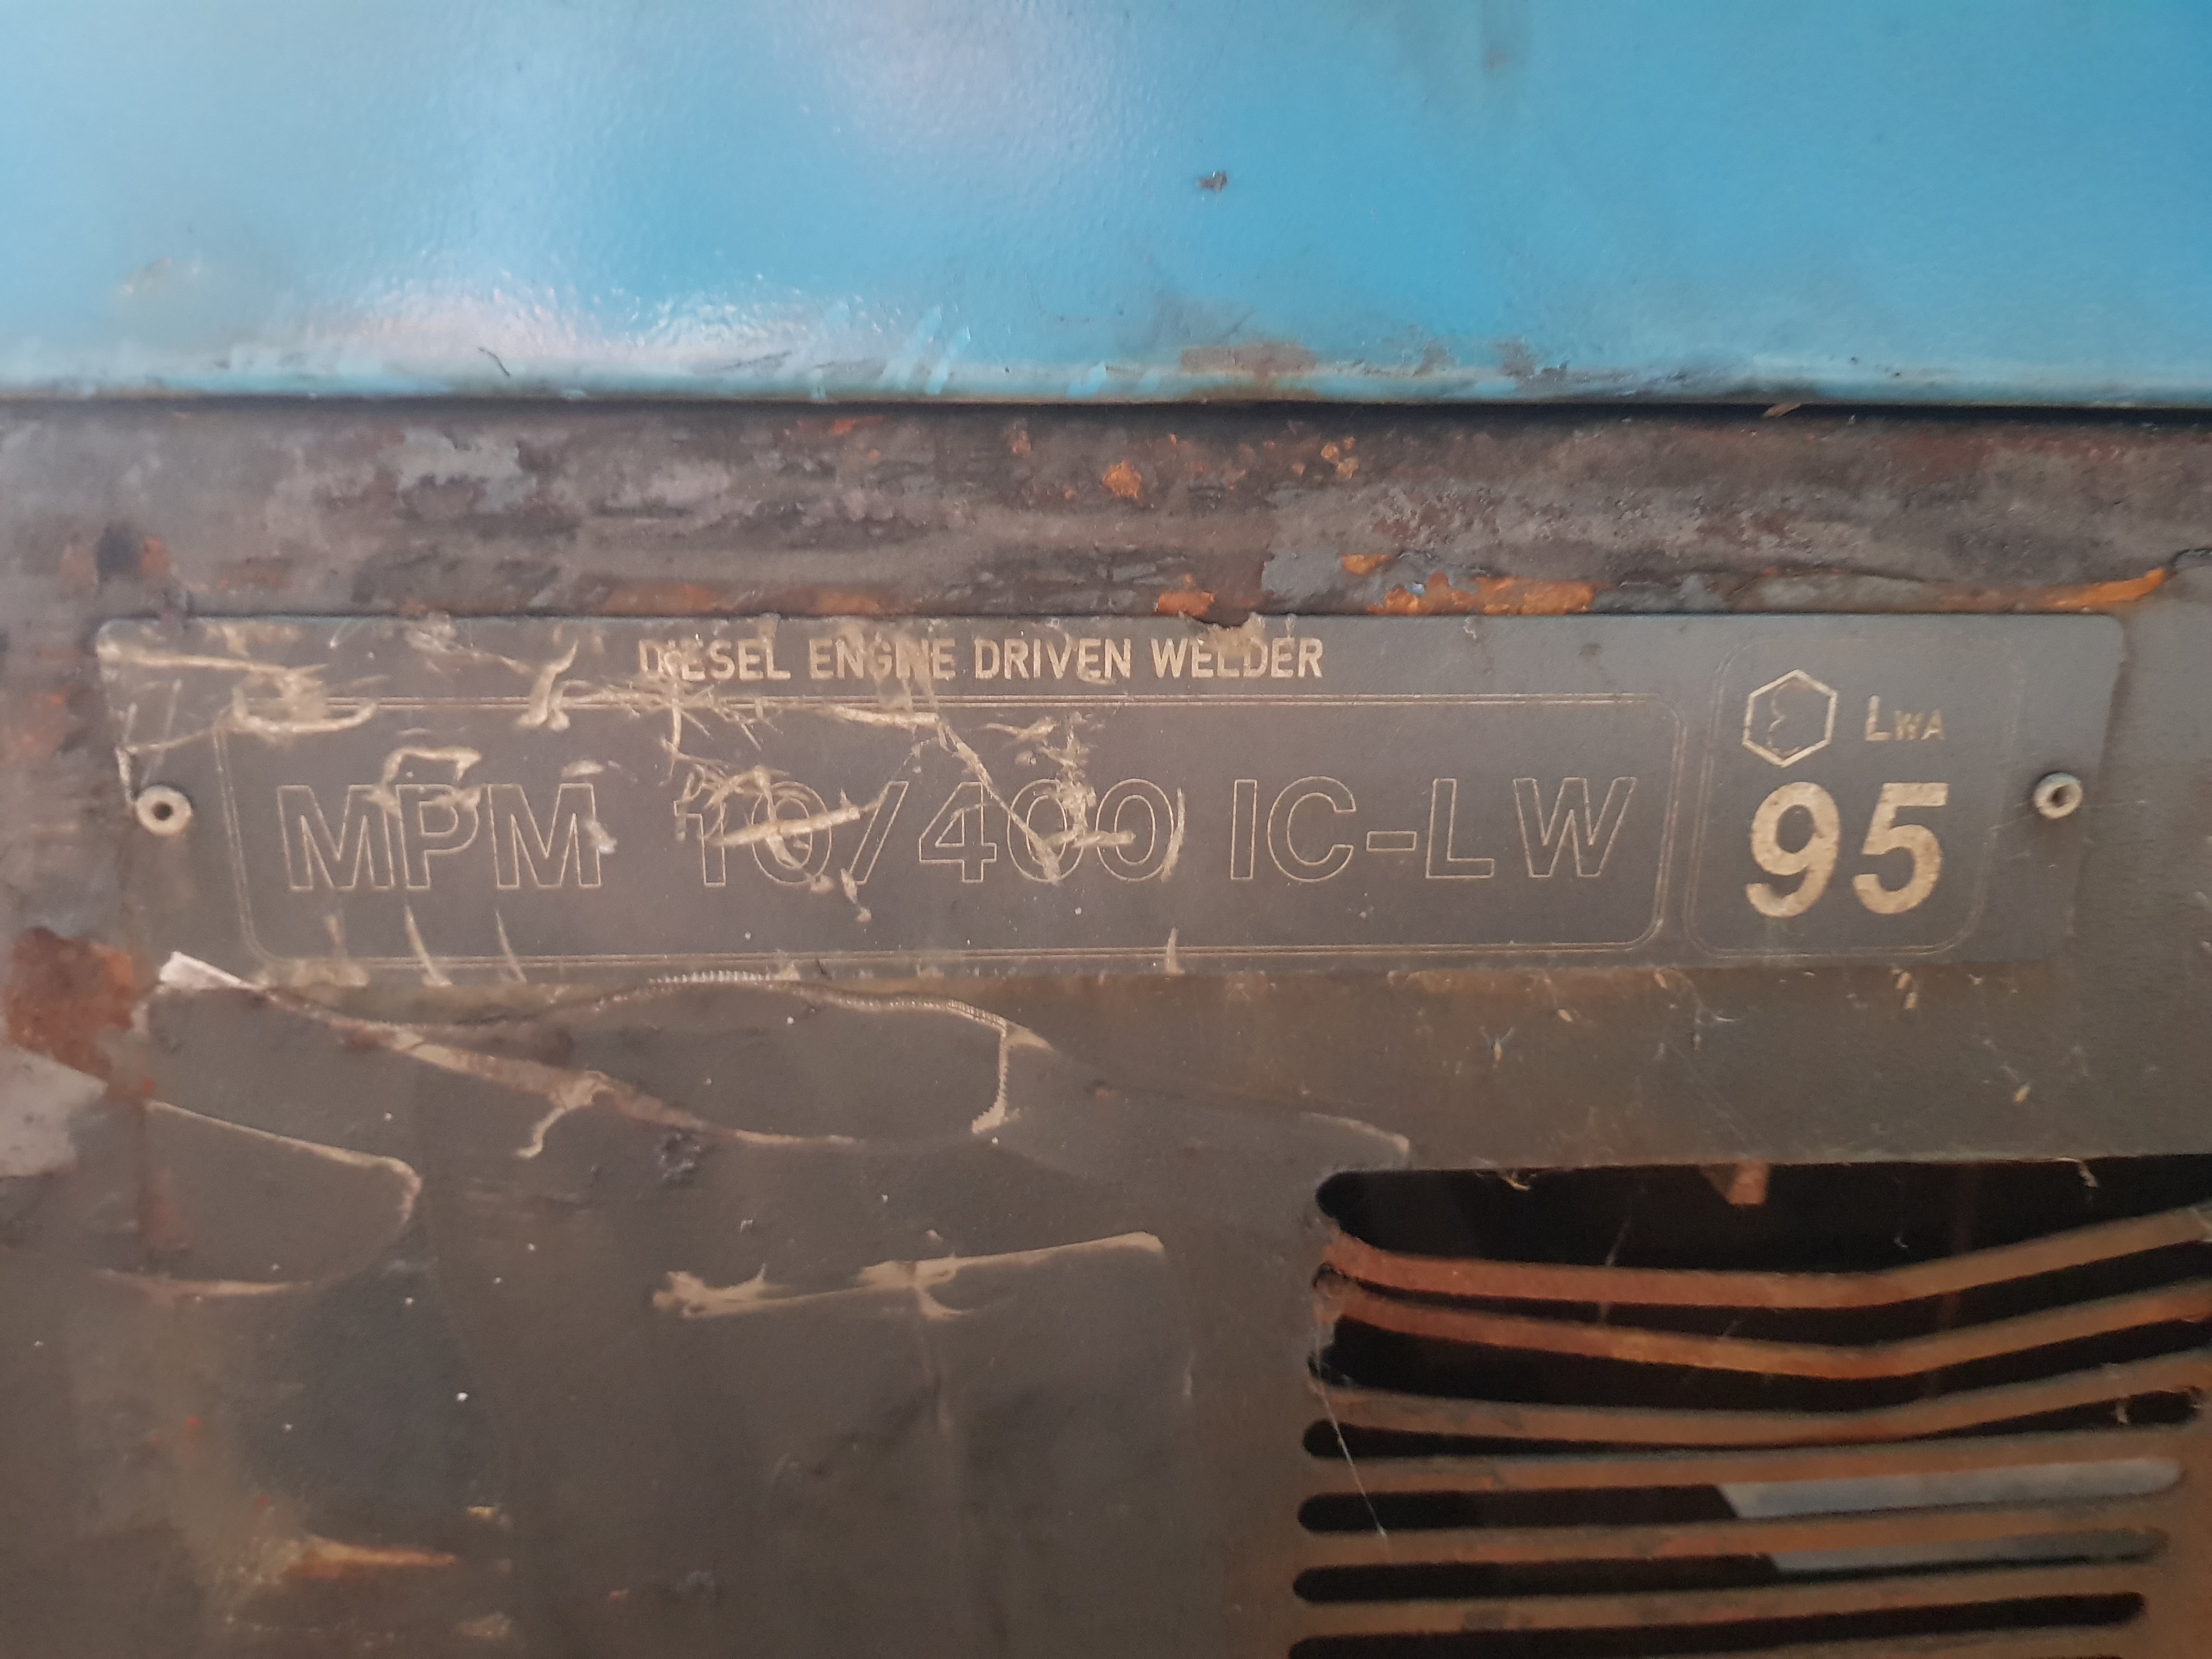 DIESEL ENGINE DRIVEN WELDER
MPM 10/400 IC-LW
LWA
95